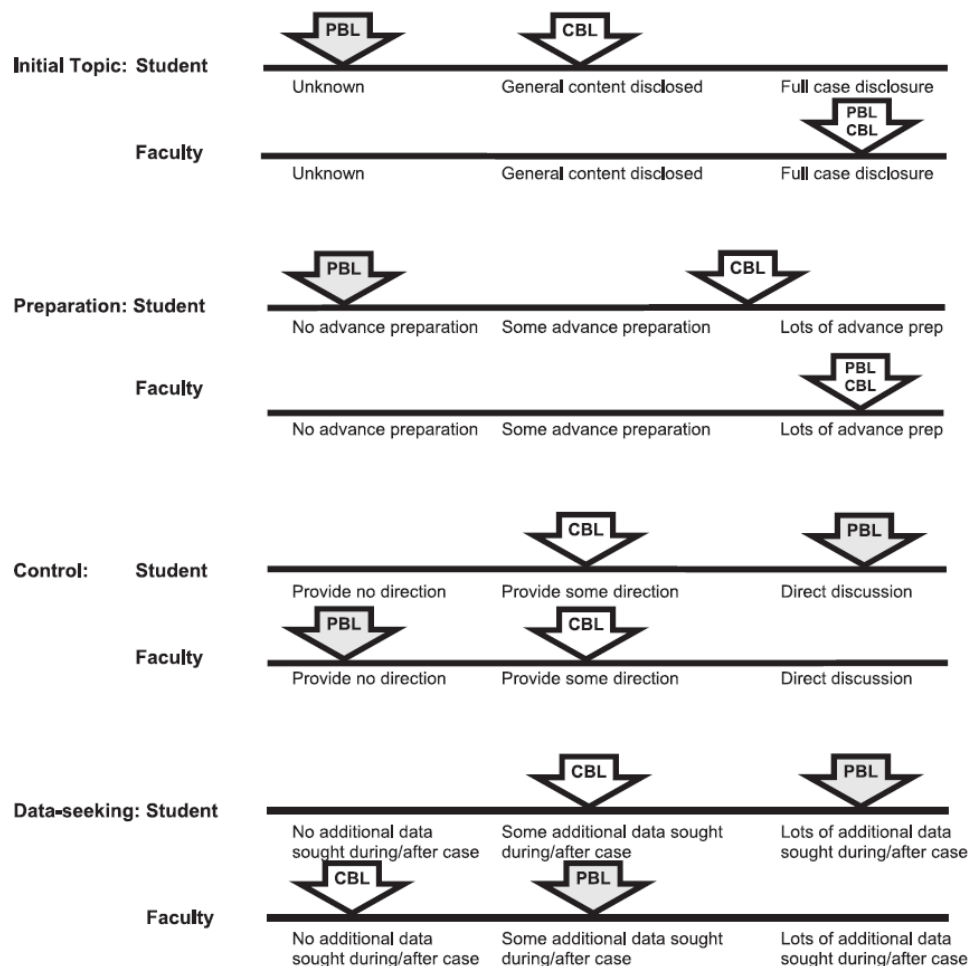 PBL CBL
Initial Topic: Student
Unknown General content disclosed Full case disclosure
PBL
CBL
Faculty
Unknown General content disclosed Full case disclosure
PBL CBL
Preparation: Student
No advance preparation Some advance preparation Lots of advance prep
PBL
CBL
Faculty
No advance preparation Some advance preparation Lots of advance prep
CBL PBL
Control: Student
Provide no direction Provide some direction Direct discussion
PBL CBL
Faculty
Provide no direction Provide some direction Direct discussion
CBL PBL
Data-seeking: Student
No additional data Some additional data sought Lots of additional data
sought during/after case during/after case sought during/after case
CBL PBL
Faculty
No additional data Some additional data sought Lots of additional data
sought during/after case during/after case sought during/after case